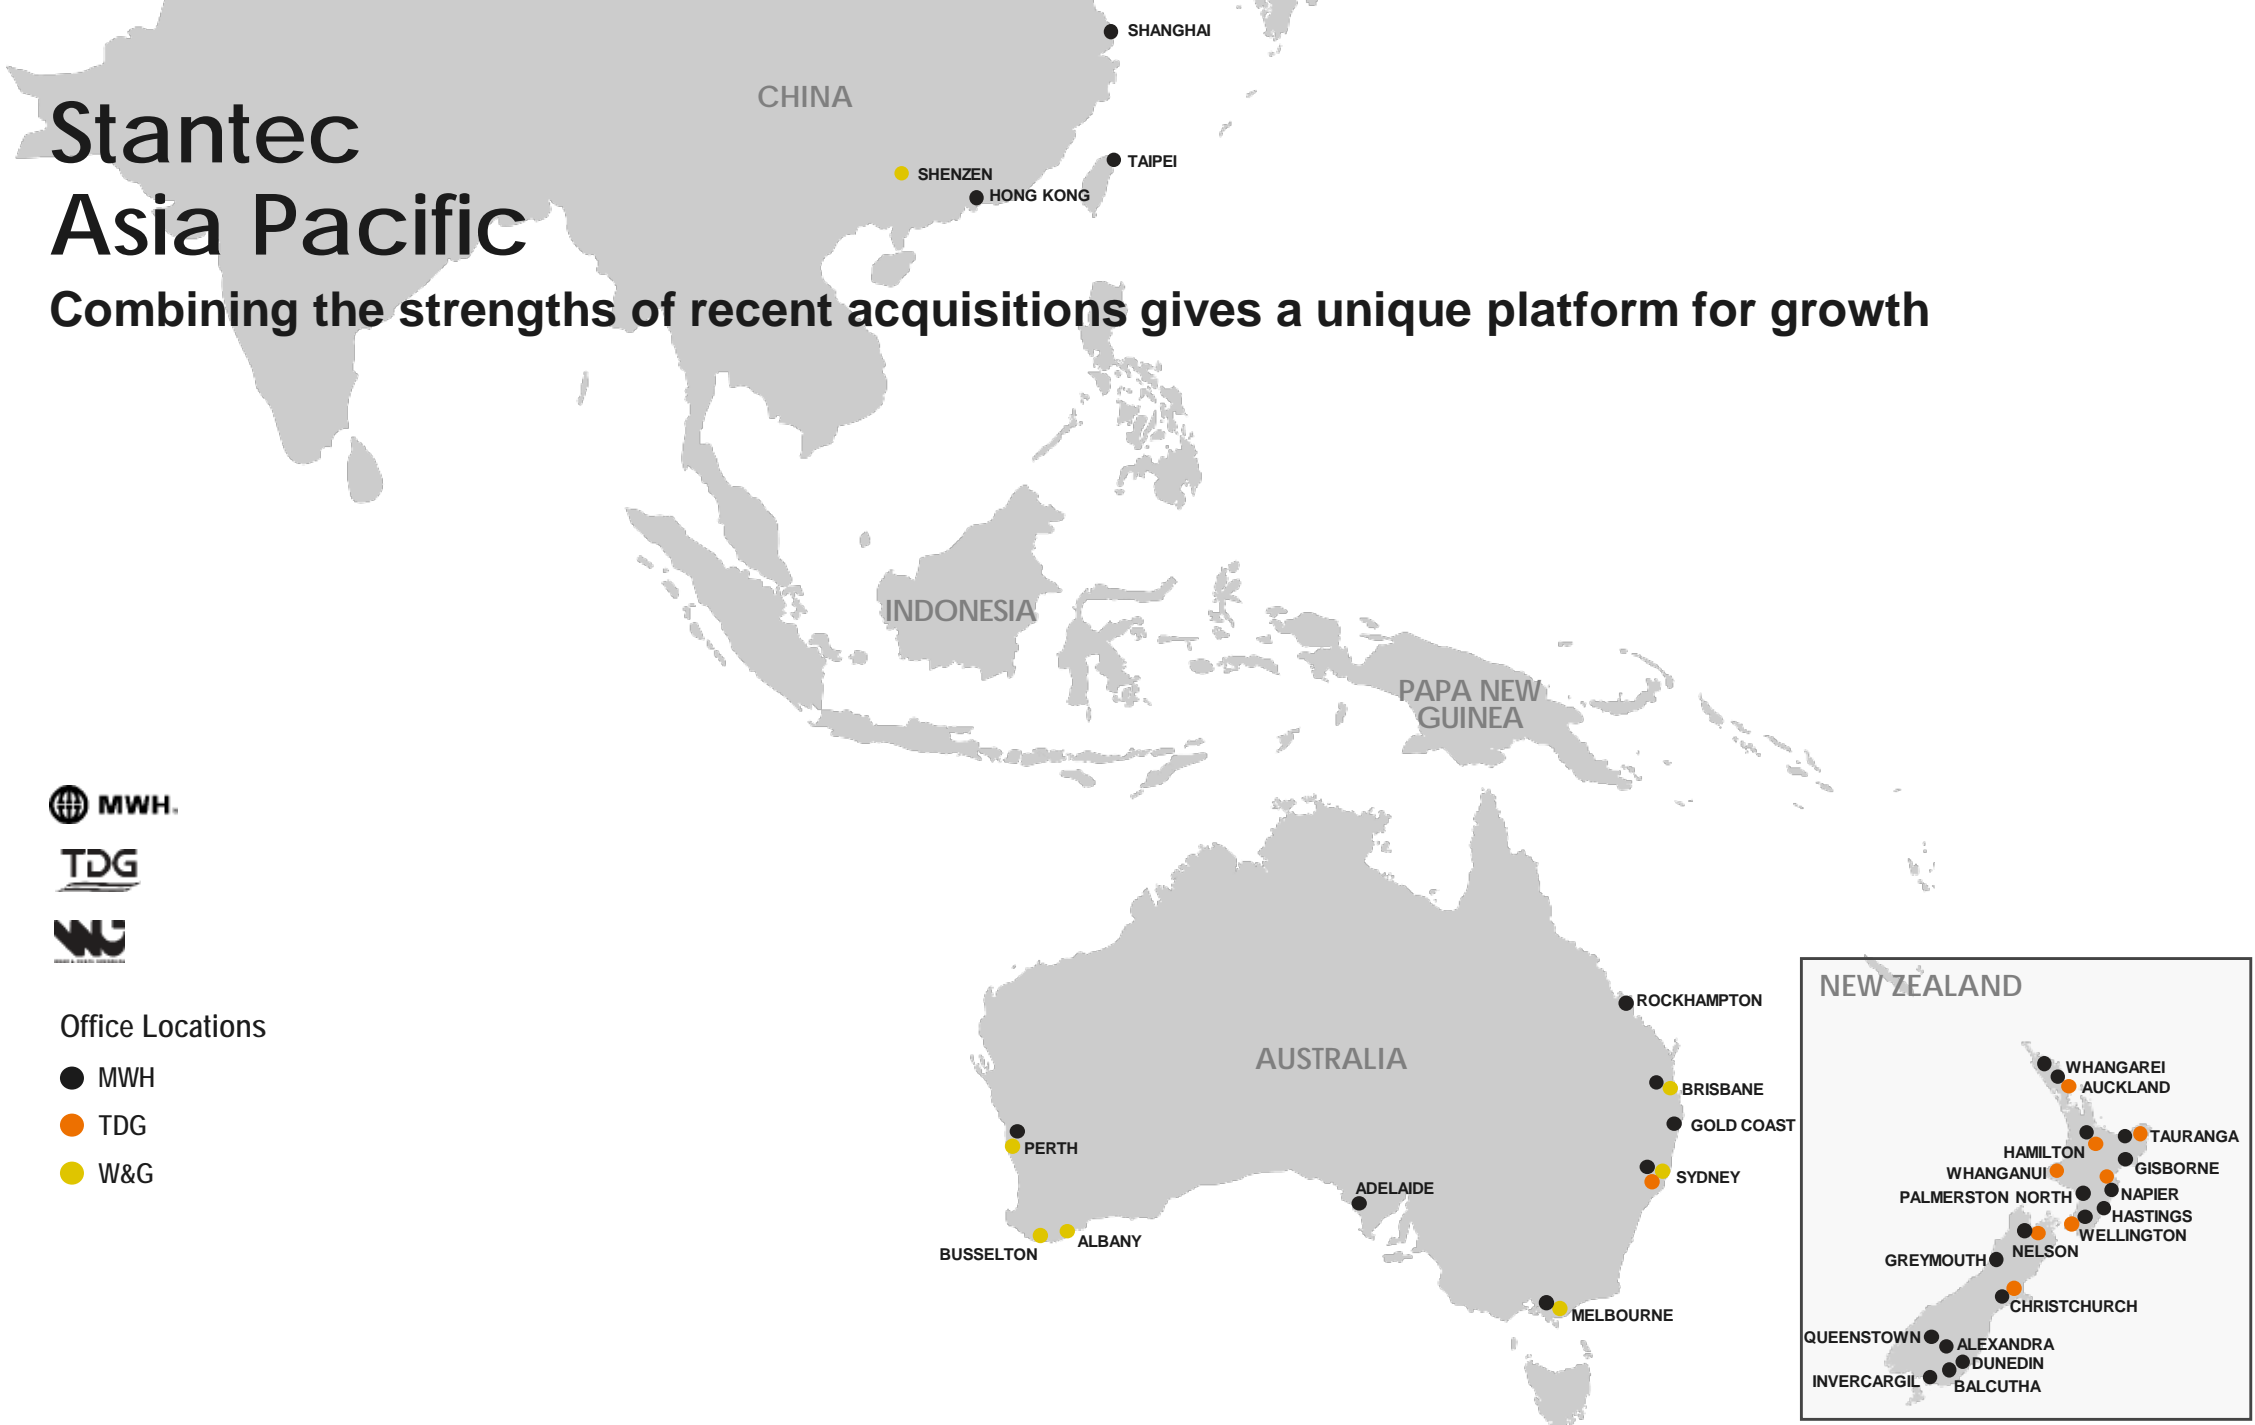 SHANGHAI
CHINA
Stantec
Asia Pacific
TAIPEI
SHENZEN
HONG KONG
Combining the strengths of recent acquisitions gives a unique platform for growth
INDONESIA
PAPA NEW
GUINEA
MWH
TDG
Office Locations
MWH
TDG
W&G
AUSTRALIA
ROCKHAMPTON
BRISBANE
GOLD COAST
PERTH
SYDNEY
ADELAIDE
ALBANY
BUSSELTON
MELBOURNE
NEW ZEALAND
WHANGAREI
AUCKLAND
TAURANGA
HAMILTON
GISBORNE
WHANGANUI
NAPIER
PALMERSTON NORTH
HASTINGS
WELLINGTON
NELSON
GREYMOUTH
CHRISTCHURCH
QUEENSTOWN
ALEXANDRA
DUNEDIN
INVERCARGIL
BALCUTHA